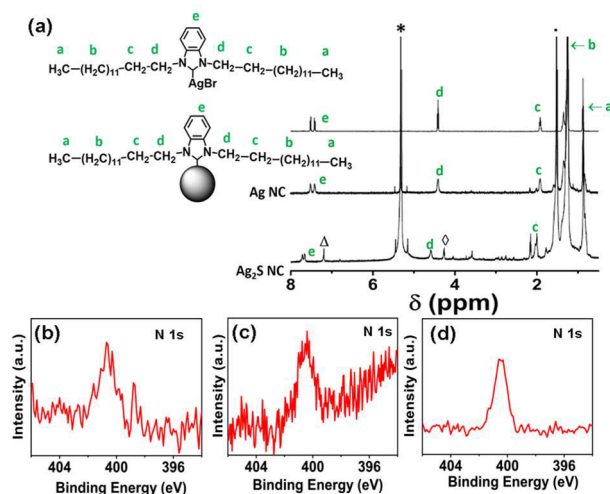 (a)
e
a b c d d c b a
H₃C-(H₂C)₁₁-CH₂-CH₂-N N-CH₂-CH₂-(CH₂)₁₁-CH₃
AgBr
e
a b c d d c b a
H₃C-(H₂C)₁₁-CH₂-CH₂-N N-CH₂-CH₂-(CH₂)₁₁-CH₃
* · ← b
e d c ← a
e d c
Ag NC
e Δ d ◊ c
Ag₂S NC
8 6 4 2
δ (ppm)
(b) N 1s
Intensity (a.u.)
404 400 396
Binding Energy (eV)
(c) N 1s
Intensity (a.u.)
404 400 396
Binding Energy (eV)
(d) N 1s
Intensity (a.u.)
404 400 396
Binding Energy (eV)